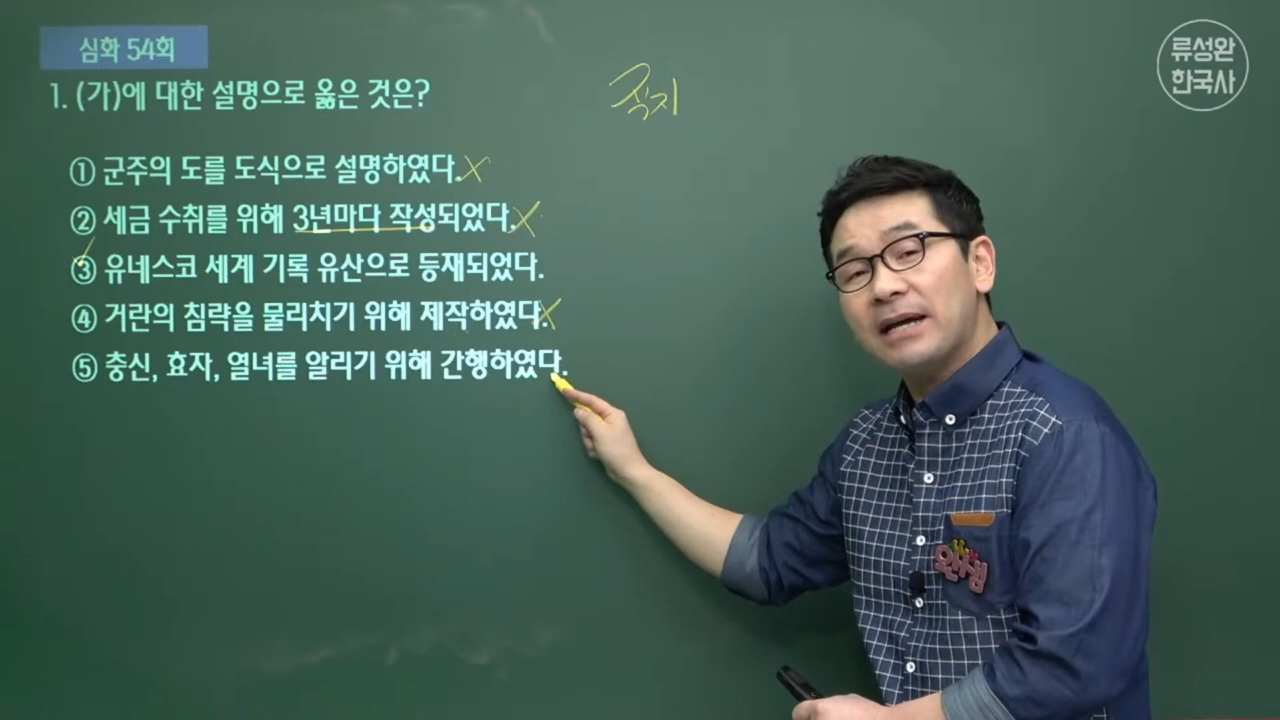 심화 54회
류성완
한국사
1. (가)에 대한 설명으로 옳은 것은?
직지
① 군주의 도를 도식으로 설명하였다.
② 세금 수취를 위해 3년마다 작성되었다.
③ 유네스코 세계 기록 유산으로 등재되었다.
④ 거란의 침략을 물리치기 위해 제작하였다.
⑤ 충신, 효자, 열녀를 알리기 위해 간행하였다.